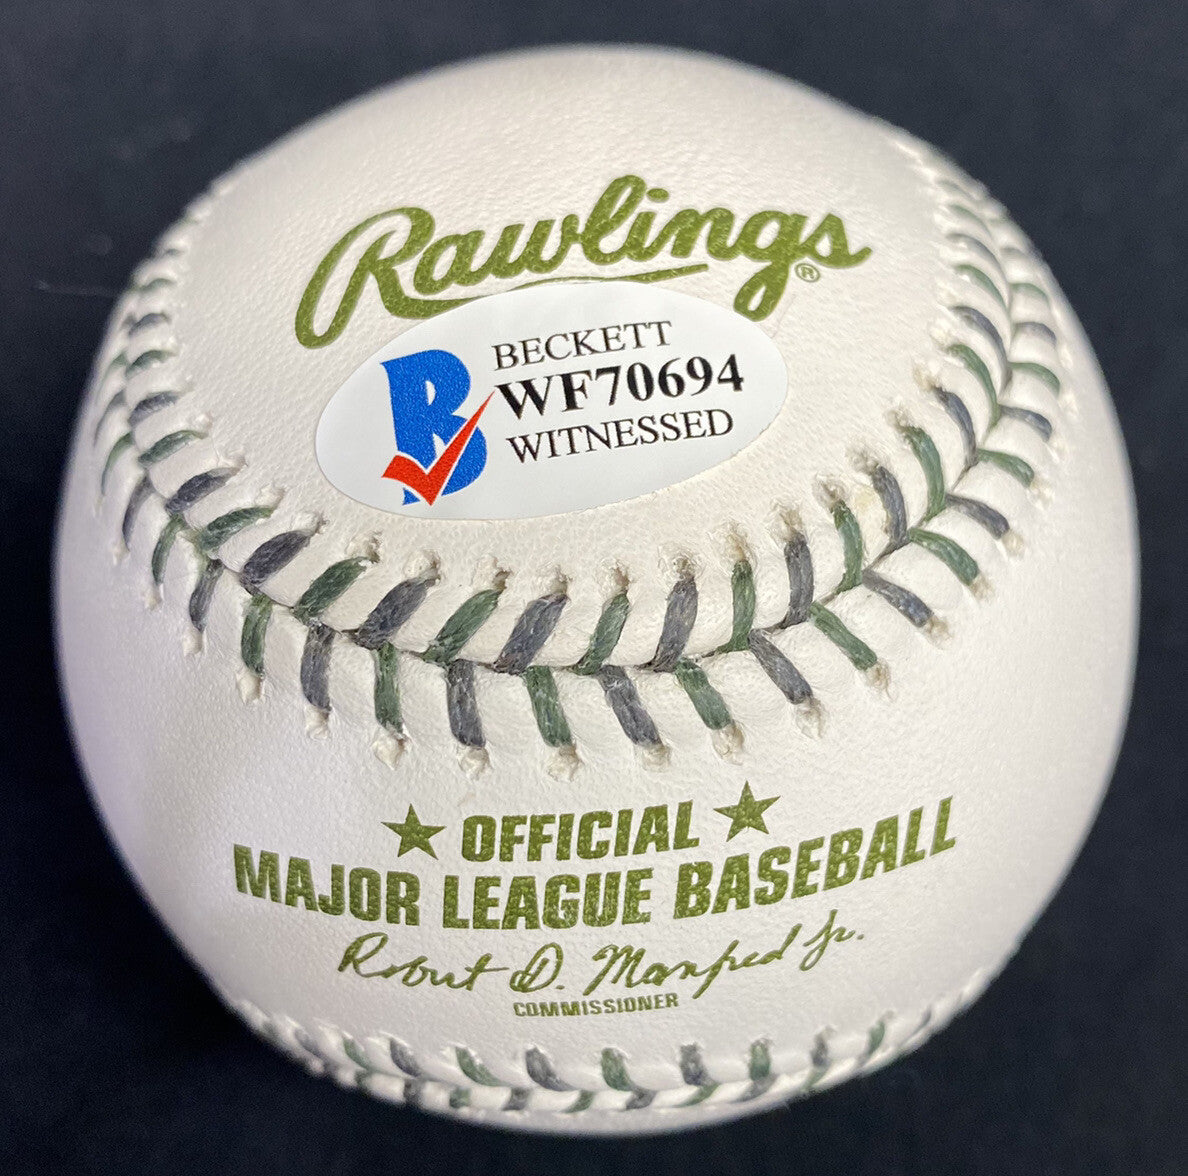 Rawlings®
BECKETT
WF70694
WITNESSED
★ OFFICIAL ★
MAJOR LEAGUE BASEBALL
Robert D. Manfred Jr.
COMMISSIONER